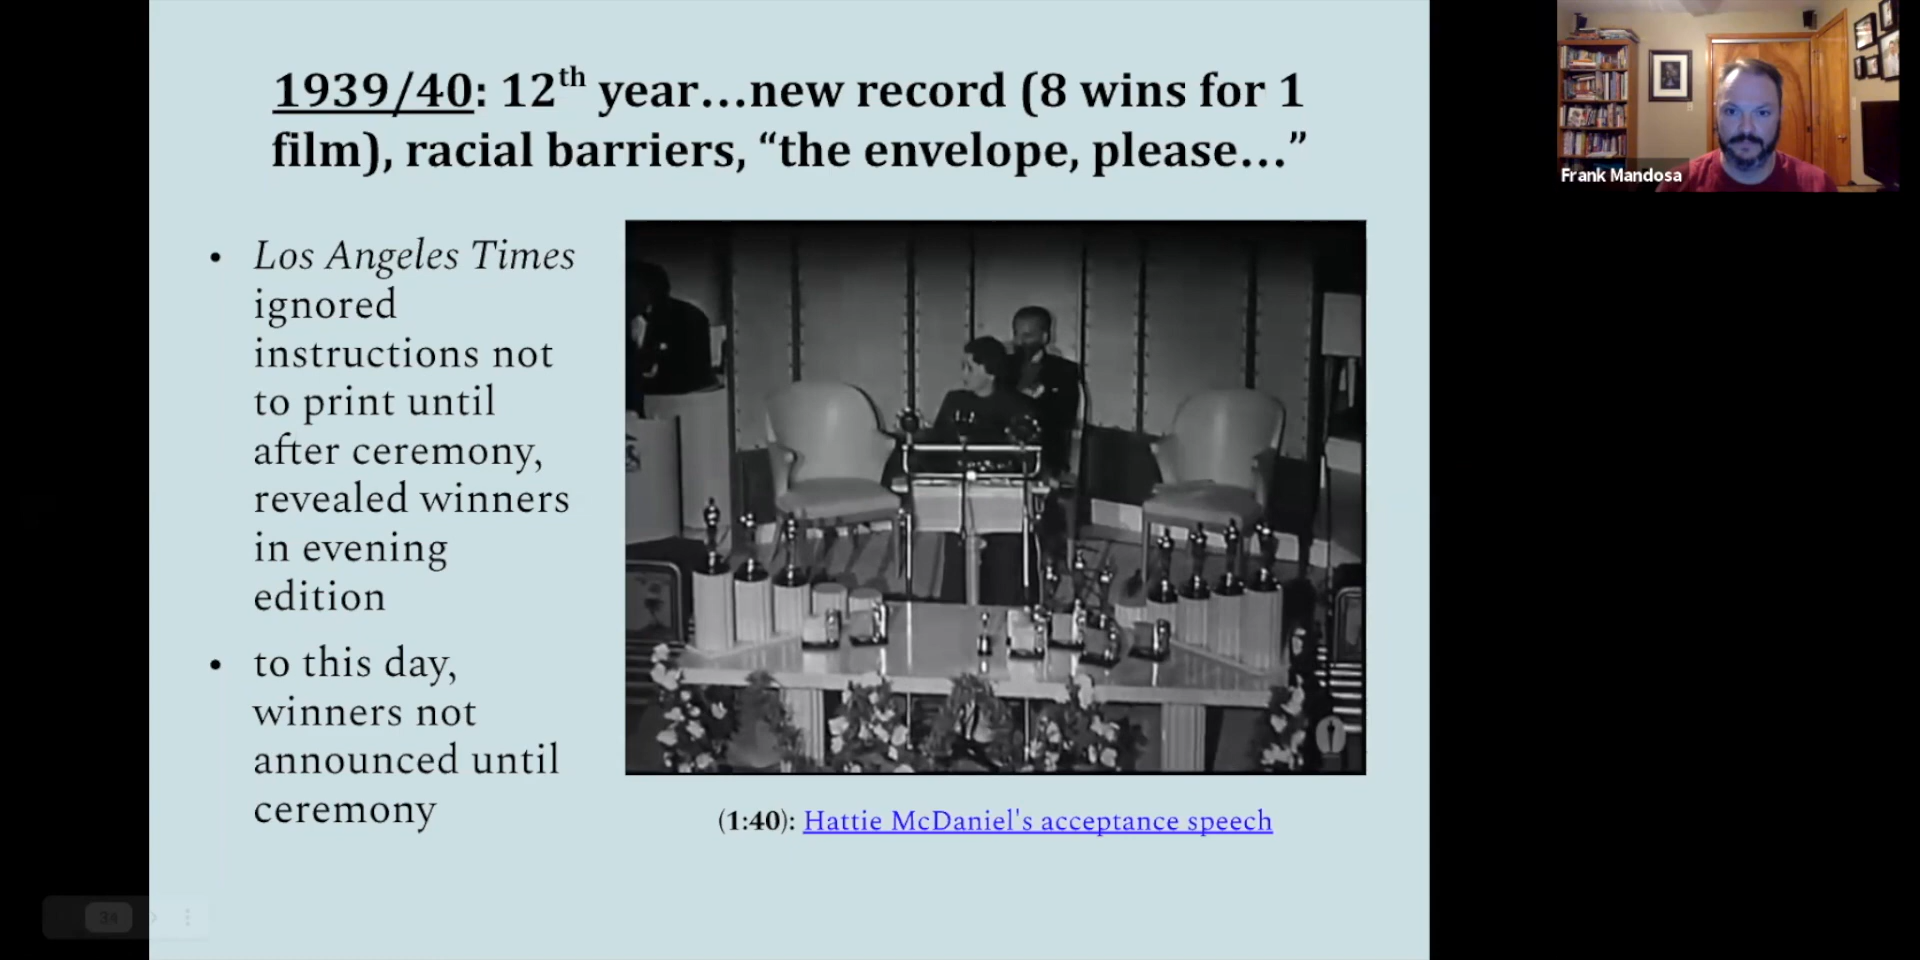 1939/40: 12th year…new record (8 wins for 1
film), racial barriers, “the envelope, please…”
• Los Angeles Times
ignored
instructions not
to print until
after ceremony,
revealed winners
in evening
edition
• to this day,
winners not
announced until
ceremony
(1:40): Hattie McDaniel's acceptance speech
34
Frank Mandosa